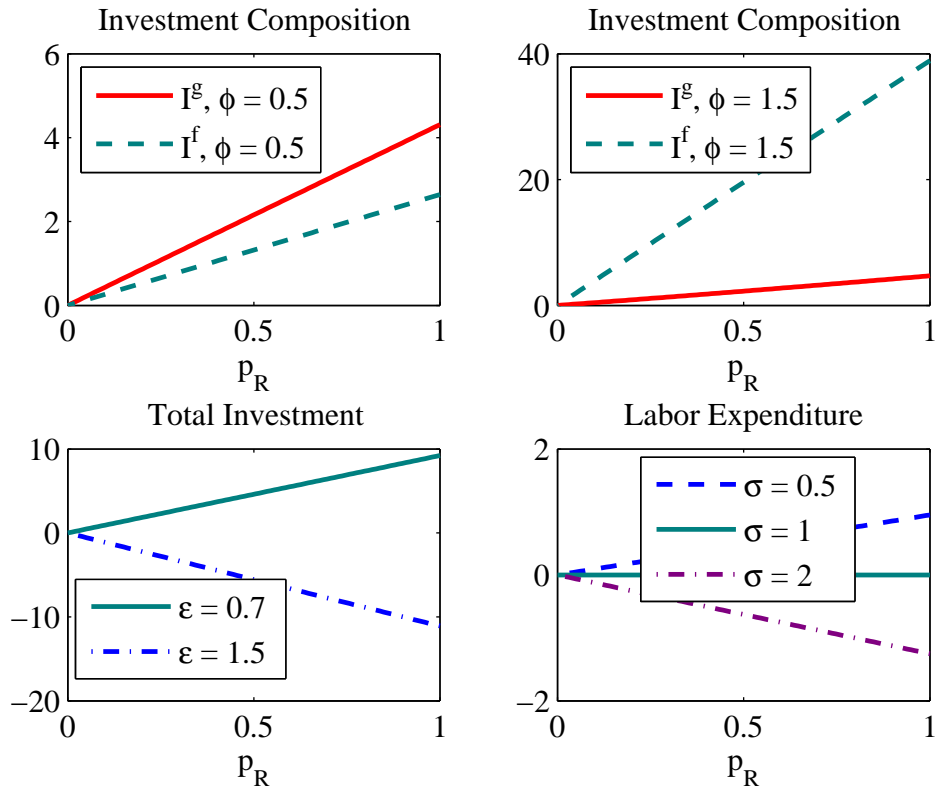 Investment Composition
6
4
2
0
I^g, ϕ = 0.5
I^f, ϕ = 0.5
0
0.5
1
p_R
Investment Composition
40
20
0
I^g, ϕ = 1.5
I^f, ϕ = 1.5
0
0.5
1
p_R
Total Investment
10
0
−10
−20
ε = 0.7
ε = 1.5
0
0.5
1
p_R
Labor Expenditure
2
0
−2
σ = 0.5
σ = 1
σ = 2
0
0.5
1
p_R